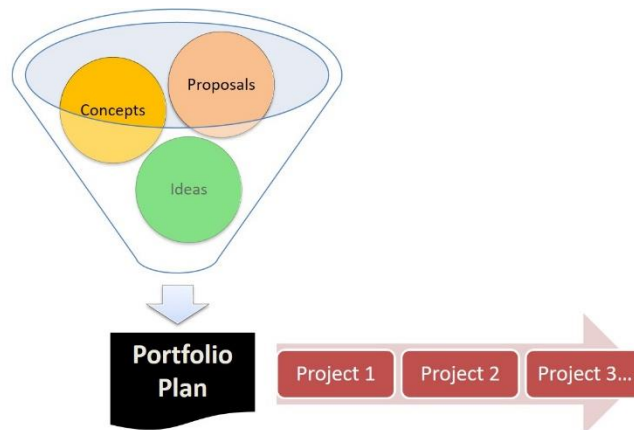 Proposals
Concepts
Ideas
Portfolio
Plan
Project 1
Project 2
Project 3...